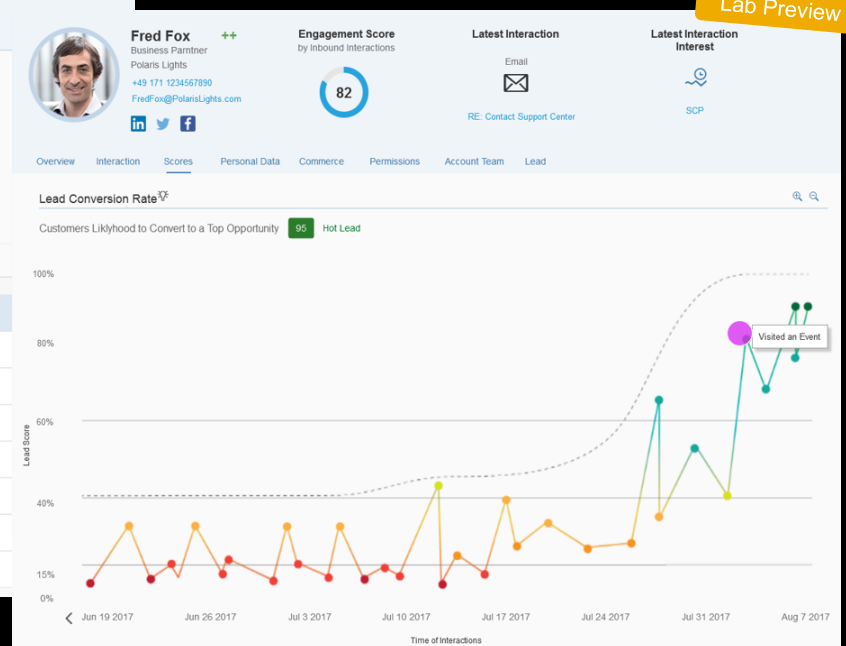 Lab Preview
Fred Fox ++
Business Parntner
Polaris Lights
+49 171 1234567890
FredFox@PolarisLights.com
in f
Engagement Score
by Inbound Interactions
82
Latest Interaction
Email
RE: Contact Support Center
Latest Interaction
Interest
SCP
Overview Interaction Scores Personal Data Commerce Permissions Account Team Lead
Lead Conversion Rate
Customers Liklyhood to Convert to a Top Opportunity 95 Hot Lead
100%
80%
60%
40%
15%
0%
Lead Score
Visited an Event
Jun 19 2017 Jun 26 2017 Jul 3 2017 Jul 10 2017 Jul 17 2017 Jul 24 2017 Jul 31 2017 Aug 7 2017
Time of Interactions